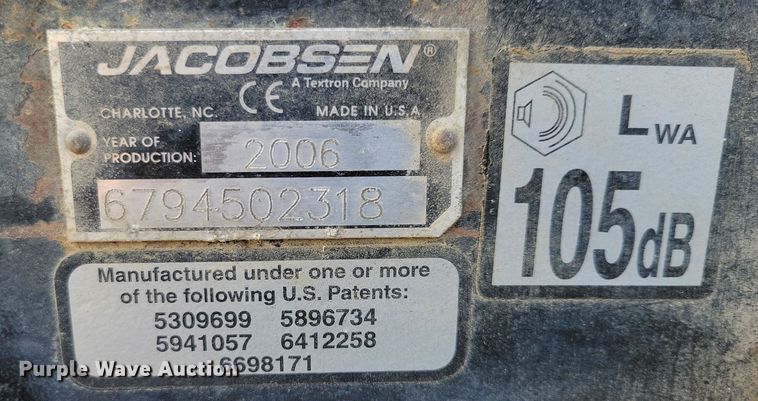 JACOBSEN®
A Textron Company
CE
CHARLOTTE, NC
MADE IN U.S.A
YEAR OF
PRODUCTION:
2006
6794502318
LWA
105dB
Manufactured under one or more
of the following U.S. Patents:
5309699 5896734
5941057 6412258
6698171
Purple Wave Auction